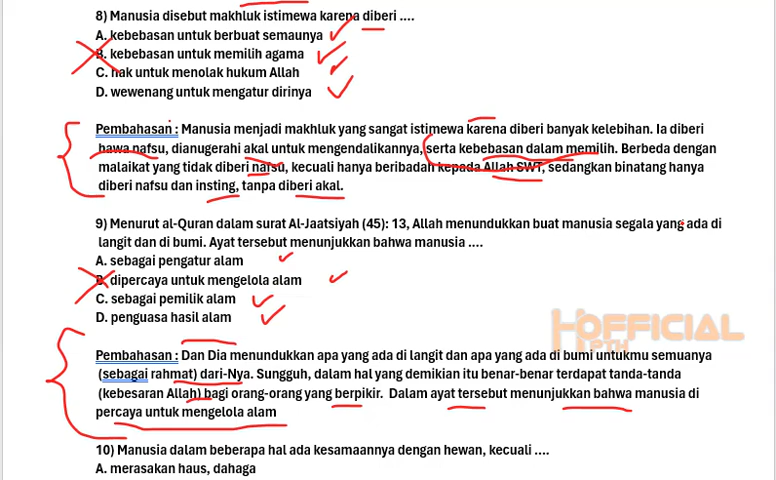 8) Manusia disebut makhluk istimewa karena diberi ....
A. kebebasan untuk berbuat semaunya
B. kebebasan untuk memilih agama
C. hak untuk menolak hukum Allah
D. wewenang untuk mengatur dirinya
Pembahasan : Manusia menjadi makhluk yang sangat istimewa karena diberi banyak kelebihan. Ia diberi
hawa nafsu, dianugerahi akal untuk mengendalikannya, serta kebebasan dalam memilih. Berbeda dengan
malaikat yang tidak diberi nafsu, kecuali hanya beribadah kepada Allah SWT, sedangkan binatang hanya
diberi nafsu dan insting, tanpa diberi akal.
9) Menurut al-Quran dalam surat Al-Jaatsiyah (45): 13, Allah menundukkan buat manusia segala yang ada di
langit dan di bumi. Ayat tersebut menunjukkan bahwa manusia ....
A. sebagai pengatur alam
B. dipercaya untuk mengelola alam
C. sebagai pemilik alam
D. penguasa hasil alam
HOFFICIAL
PTH
Pembahasan : Dan Dia menundukkan apa yang ada di langit dan apa yang ada di bumi untukmu semuanya
(sebagai rahmat) dari-Nya. Sungguh, dalam hal yang demikian itu benar-benar terdapat tanda-tanda
(kebesaran Allah) bagi orang-orang yang berpikir. Dalam ayat tersebut menunjukkan bahwa manusia di
percaya untuk mengelola alam
10) Manusia dalam beberapa hal ada kesamaannya dengan hewan, kecuali ....
A. merasakan haus, dahaga